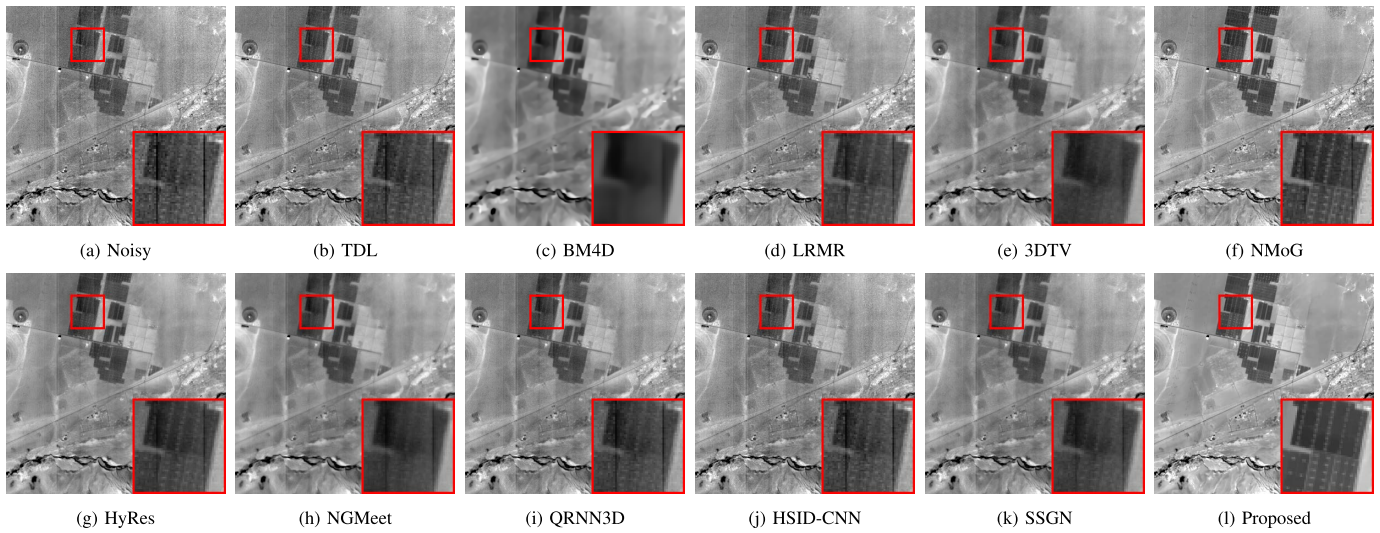 (a) Noisy
(b) TDL
(c) BM4D
(d) LRMR
(e) 3DTV
(f) NMoG
(g) HyRes
(h) NGMeet
(i) QRNN3D
(j) HSID-CNN
(k) SSGN
(l) Proposed